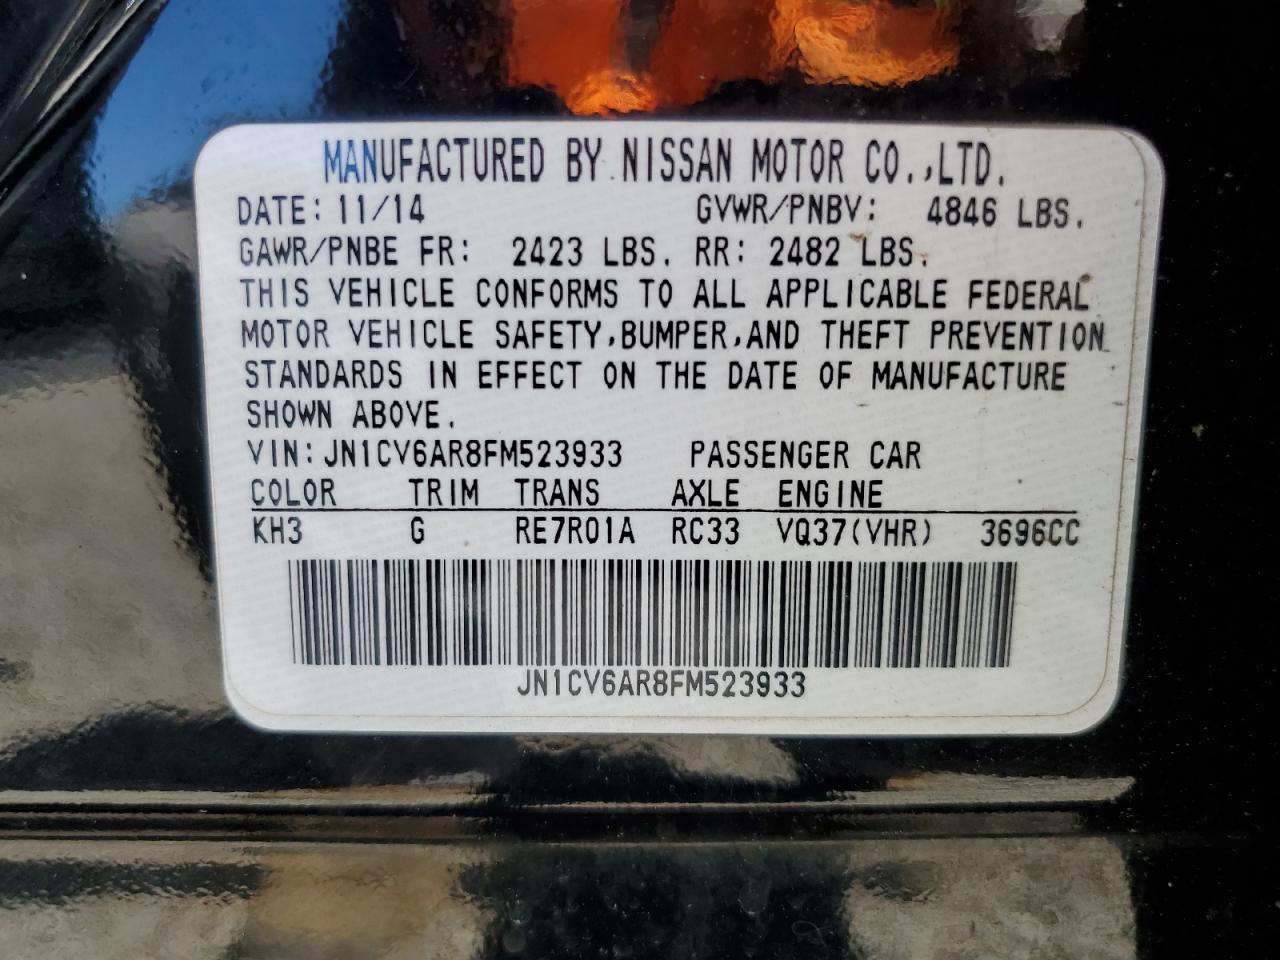 MANUFACTURED BY NISSAN MOTOR CO.,LTD.
DATE: 11/14 GVWR/PNBV: 4846 LBS.
GAWR/PNBE FR: 2423 LBS. RR: 2482 LBS.
THIS VEHICLE CONFORMS TO ALL APPLICABLE FEDERAL
MOTOR VEHICLE SAFETY,BUMPER,AND THEFT PREVENTION
STANDARDS IN EFFECT ON THE DATE OF MANUFACTURE
SHOWN ABOVE.
VIN:JN1CV6AR8FM523933 PASSENGER CAR
COLOR TRIM TRANS AXLE ENGINE
KH3 G RE7R01A RC33 VQ37(VHR) 3696CC
JN1CV6AR8FM523933